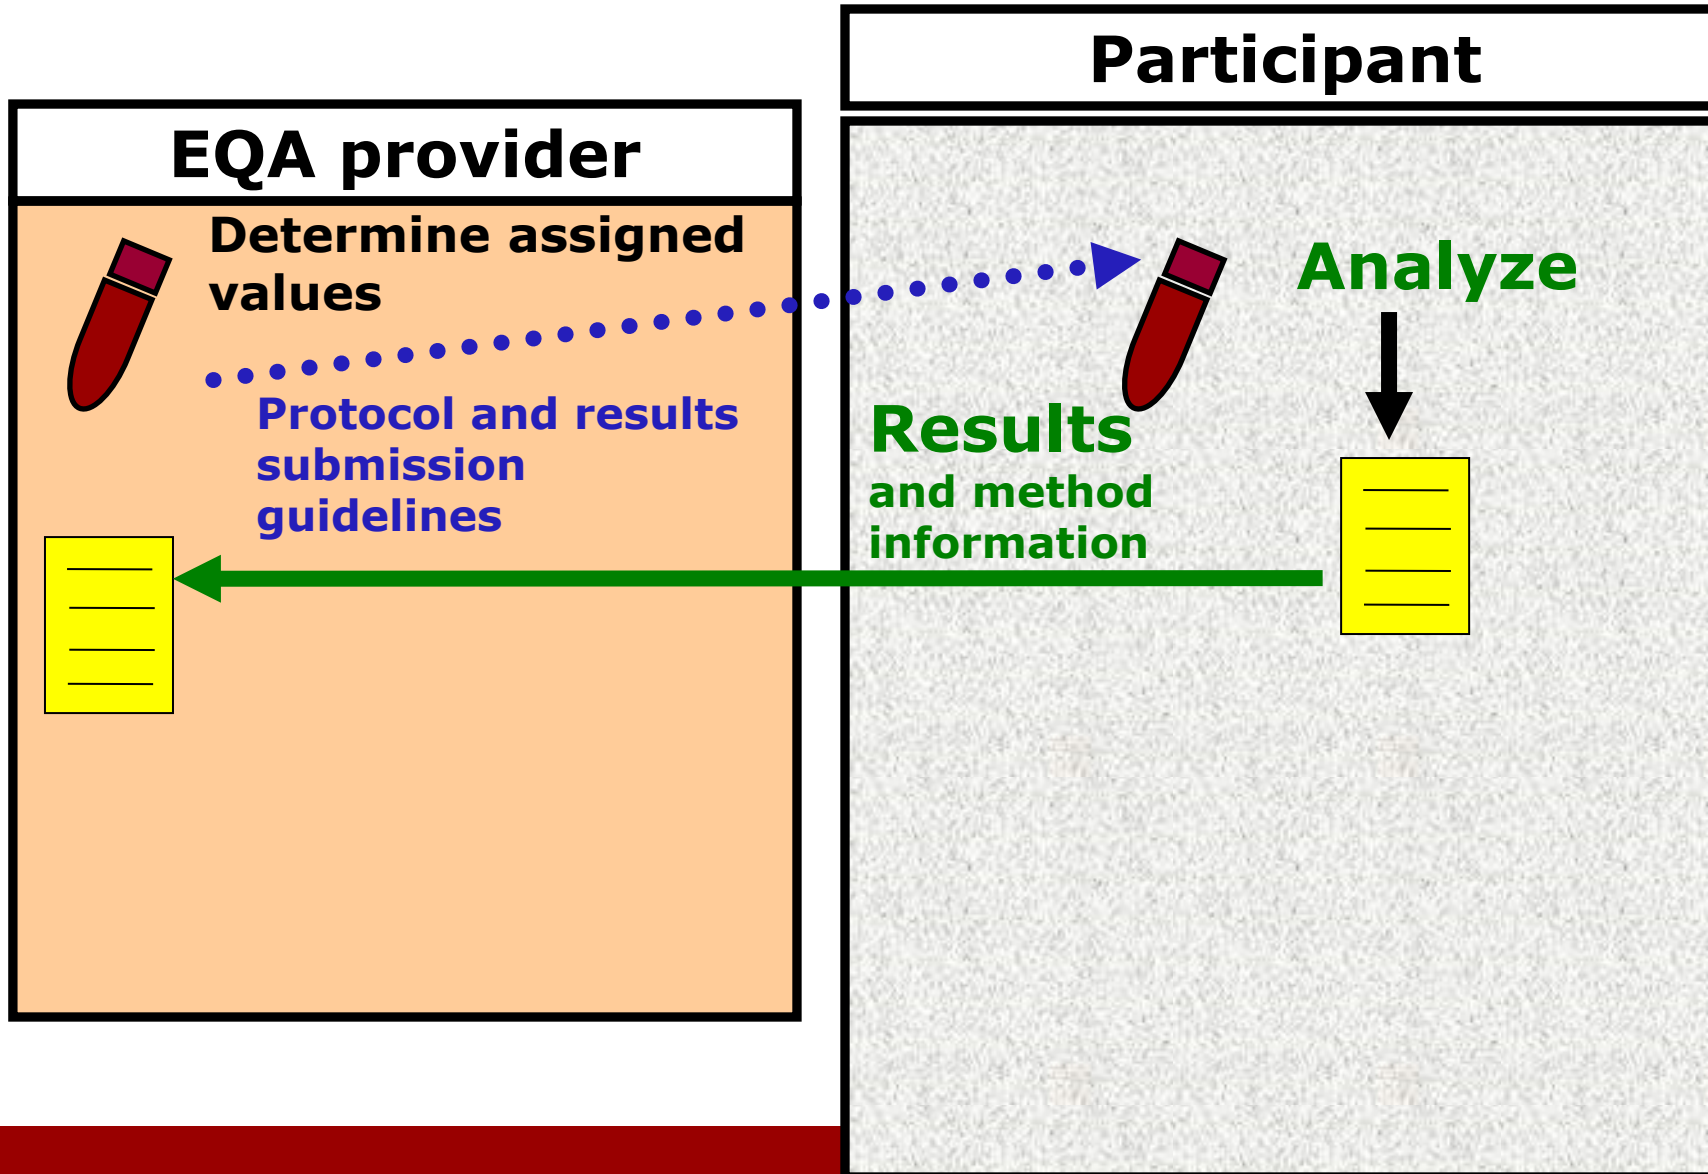 Participant
EQA provider
Determine assigned
values
Analyze
Protocol and results
submission
guidelines
Results
and method
information